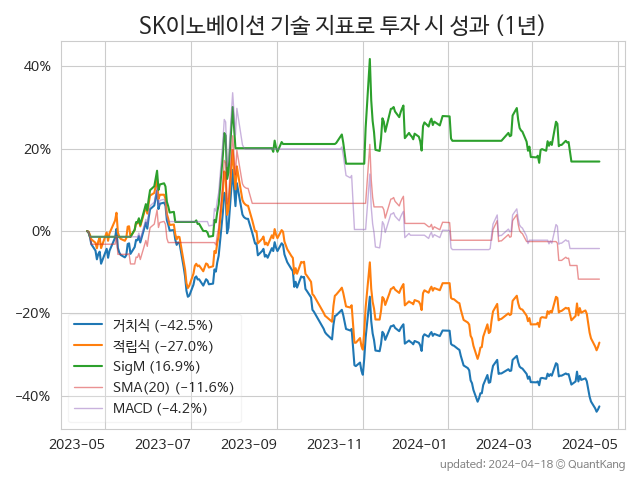 SK이노베이션 기술 지표로 투자 시 성과 (1년)
40%
20%
0%
−20%
−40%
거치식 (−42.5%)
적립식 (−27.0%)
SigM (16.9%)
SMA(20) (−11.6%)
MACD (−4.2%)
2023-05 2023-07 2023-09 2023-11 2024-01 2024-03 2024-05
updated: 2024-04-18 © QuantKang